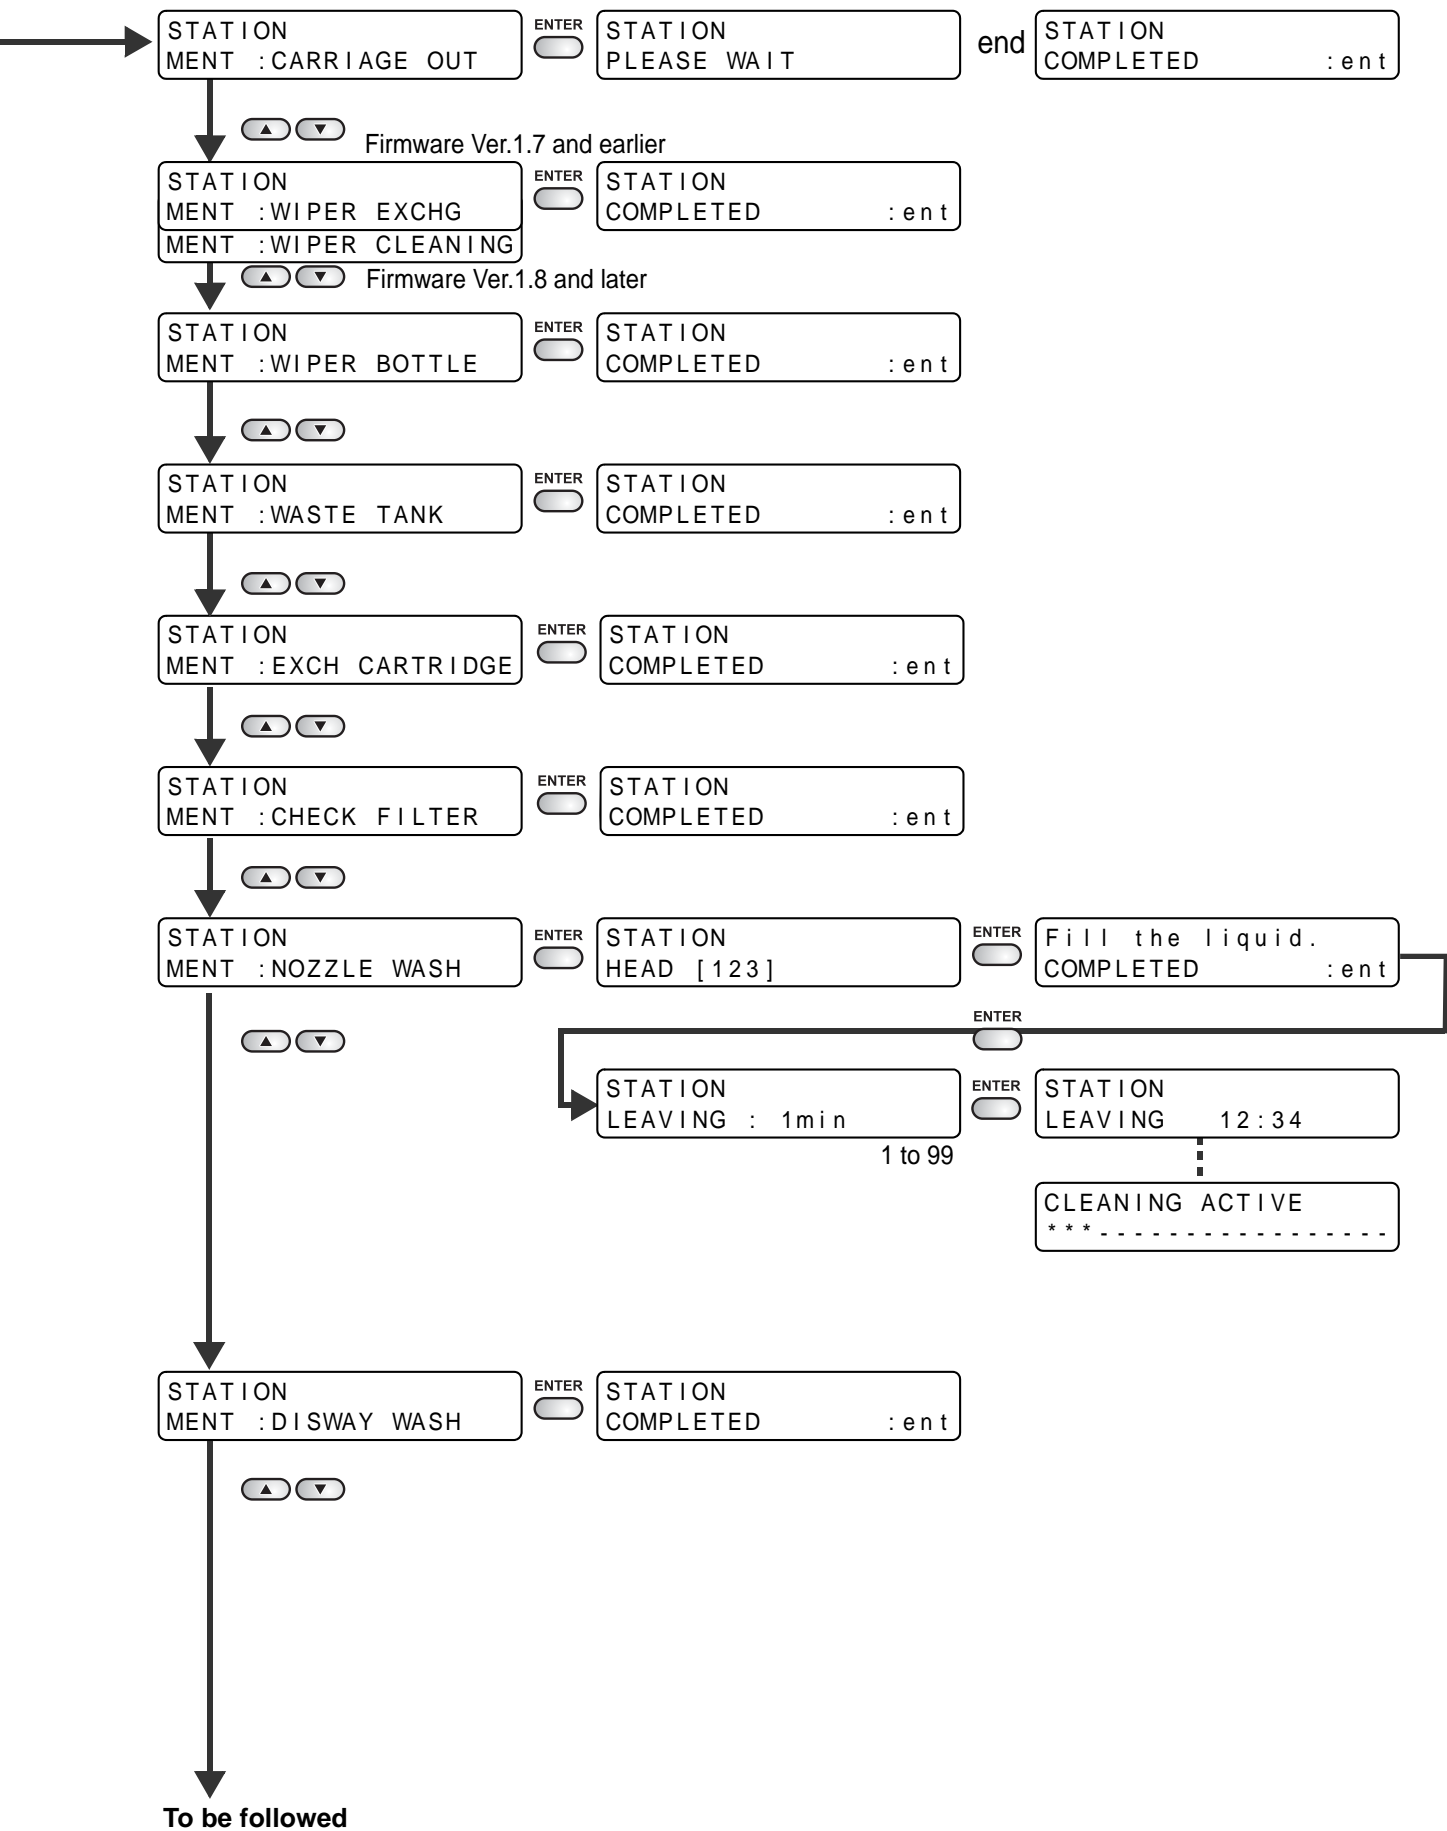 STATION
MENT :CARRIAGE OUT
ENTER
STATION
PLEASE WAIT
end
STATION
COMPLETED :ent
Firmware Ver.1.7 and earlier
STATION
MENT :WIPER EXCHG
MENT :WIPER CLEANING
ENTER
STATION
COMPLETED :ent
Firmware Ver.1.8 and later
STATION
MENT :WIPER BOTTLE
ENTER
STATION
COMPLETED :ent
STATION
MENT :WASTE TANK
ENTER
STATION
COMPLETED :ent
STATION
MENT :EXCH CARTRIDGE
ENTER
STATION
COMPLETED :ent
STATION
MENT :CHECK FILTER
ENTER
STATION
COMPLETED :ent
STATION
MENT :NOZZLE WASH
ENTER
STATION
HEAD [123]
ENTER
Fill the liquid.
COMPLETED :ent
ENTER
STATION
LEAVING : 1min
1 to 99
ENTER
STATION
LEAVING 12:34
CLEANING ACTIVE
***-----------------
STATION
MENT :DISWAY WASH
ENTER
STATION
COMPLETED :ent
To be followed